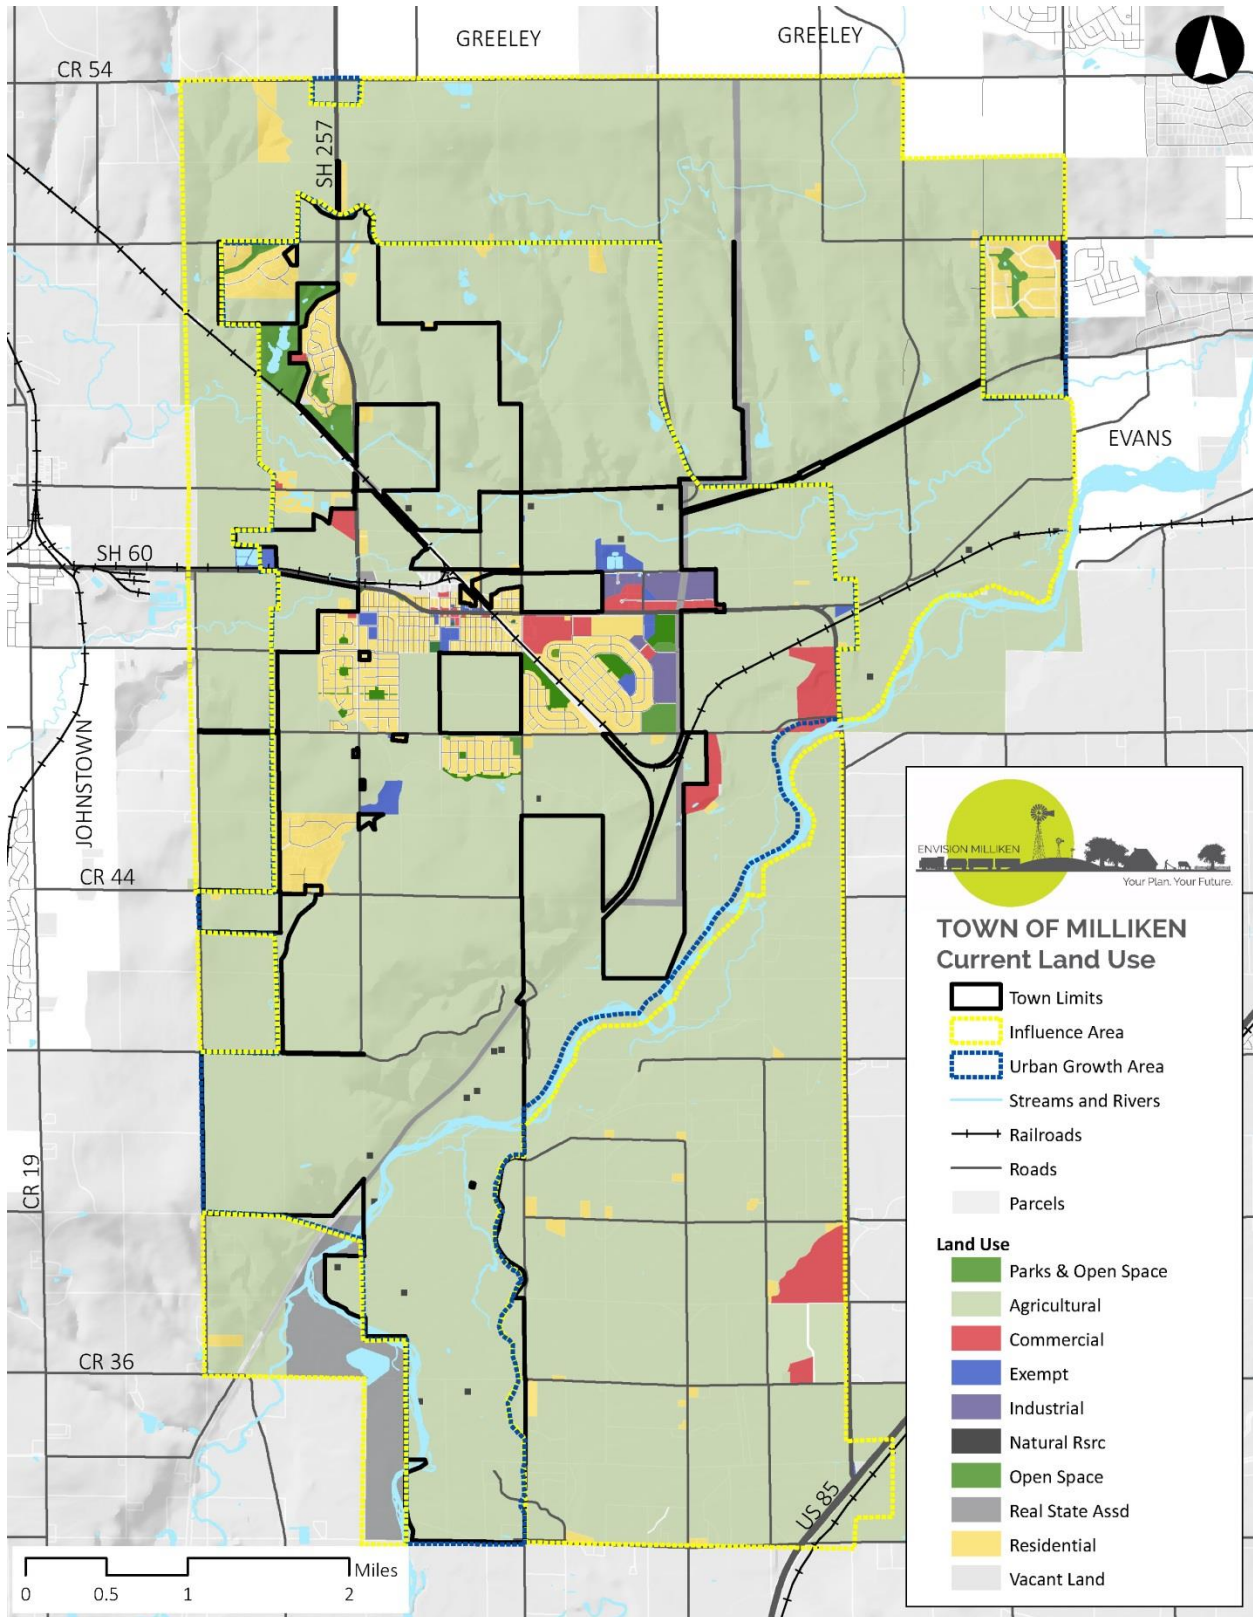 GREELEY
GREELEY
CR 54
SH 257
EVANS
SH 60
JOHNSTOWN
CR 44
CR 19
CR 36
US 85
ENVISION MILLIKEN
Your Plan. Your Future.
TOWN OF MILLIKEN
Current Land Use
Town Limits
Influence Area
Urban Growth Area
Streams and Rivers
Railroads
Roads
Parcels
Land Use
Parks & Open Space
Agricultural
Commercial
Exempt
Industrial
Natural Rsrc
Open Space
Real State Assd
Residential
Vacant Land
Miles
0 0.5 1 2